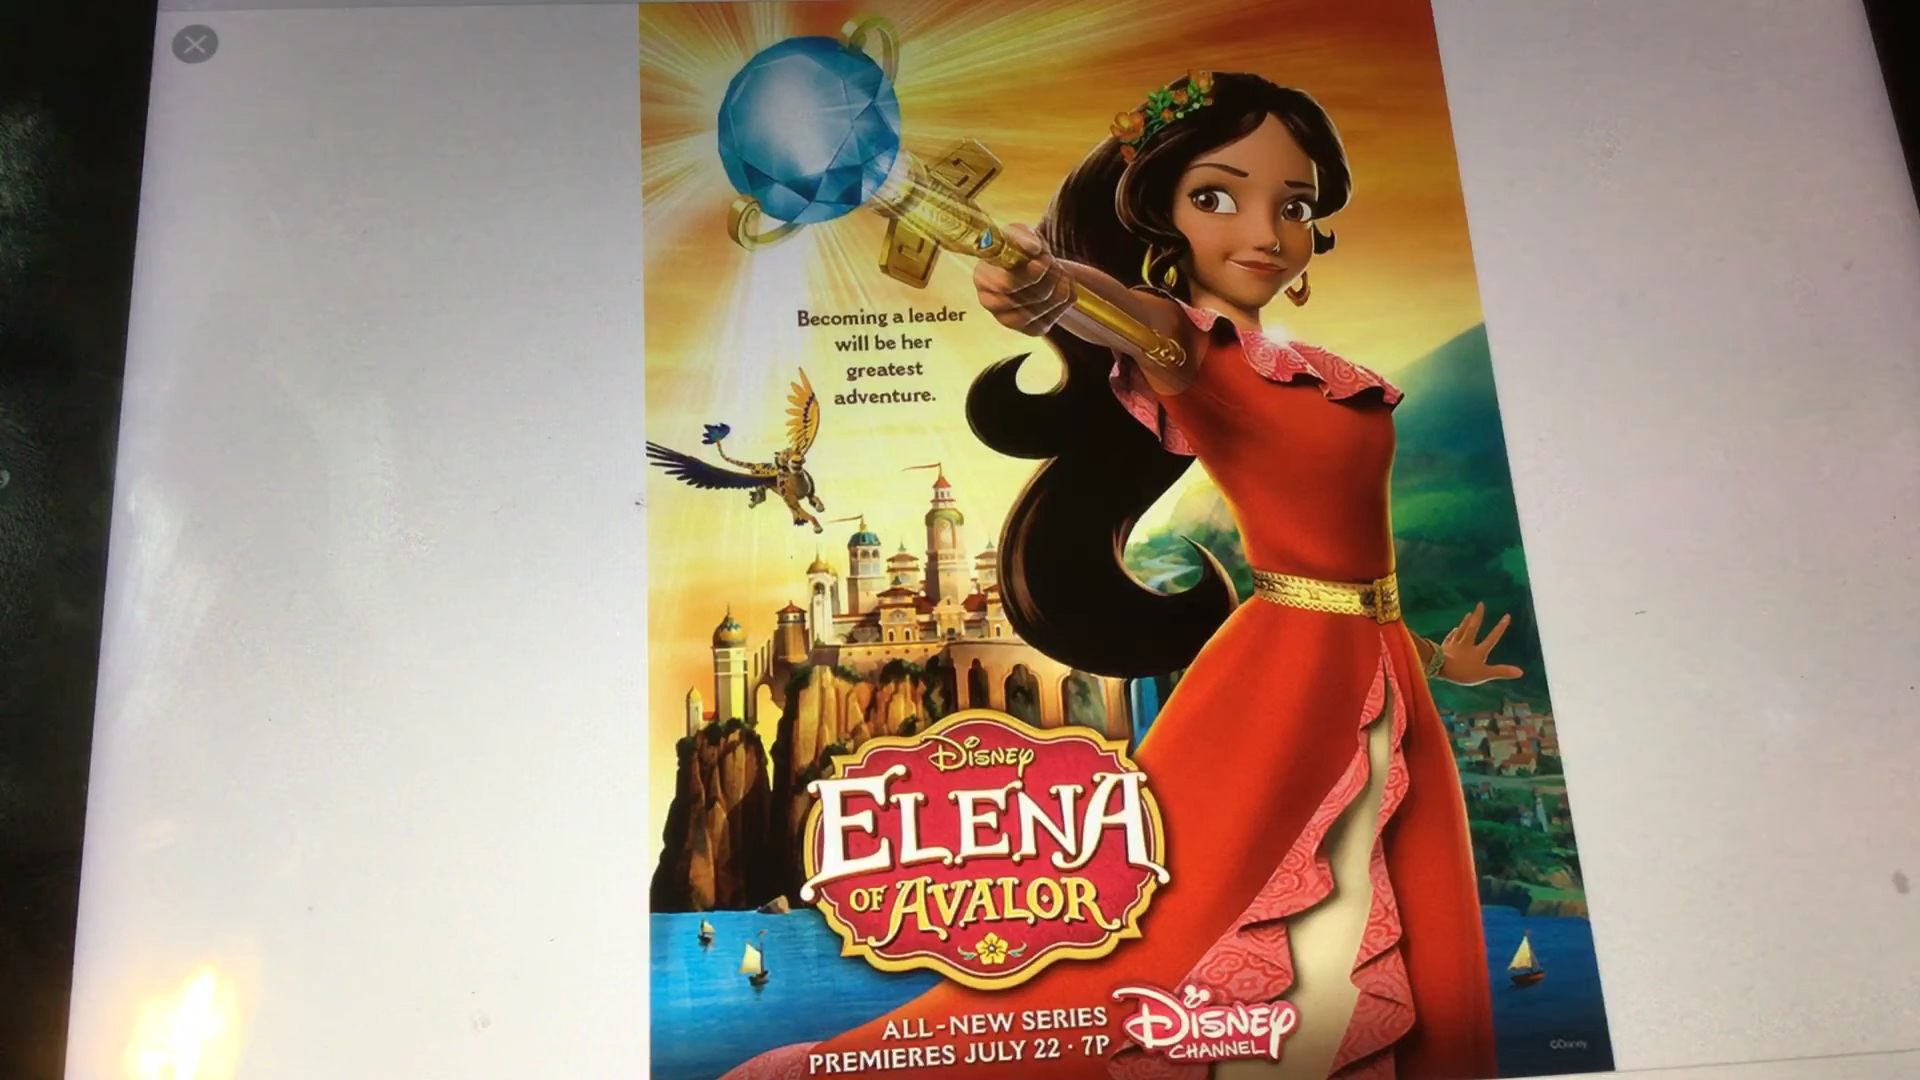 Becoming a leader
will be her
greatest
adventure.
Disney
ELENA
OF AVALOR
ALL-NEW SERIES
PREMIERES JULY 22 · 7P
Disney
CHANNEL
©Disney